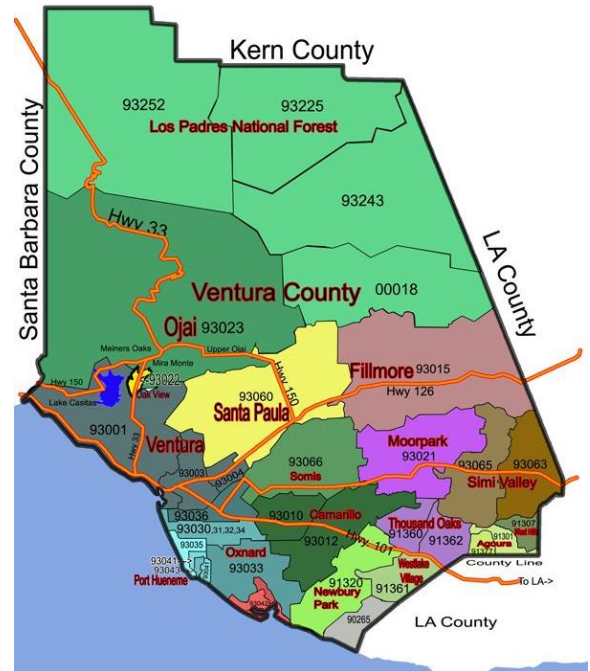 Kern County
Santa Barbara County
LA County
93252
93225
Los Padres National Forest
93243
Hwy 33
Ventura County
00018
Ojai 93023
Meiners Oaks
Mira Monte
Upper Ojai
Hwy 150
93022
Oak View
Lake Casitas
Hwy 33
93001
Fillmore 93015
Hwy 126
Hwy 150
93060
Santa Paula
Ventura
93003
93004
93066
Somis
Moorpark
93021
93065
93063
Simi Valley
93036
93030,31,32,34
93035
93010
Camarillo
93012
Thousand Oaks
91360
91362
91301
Agoura
91307
West Hills
91377
County Line
93041-->
93043
Port Hueneme
Oxnard
93033
93042
Hwy 101
Westlake
Village
91361
91320
Newbury
Park
90265
To LA->
LA County